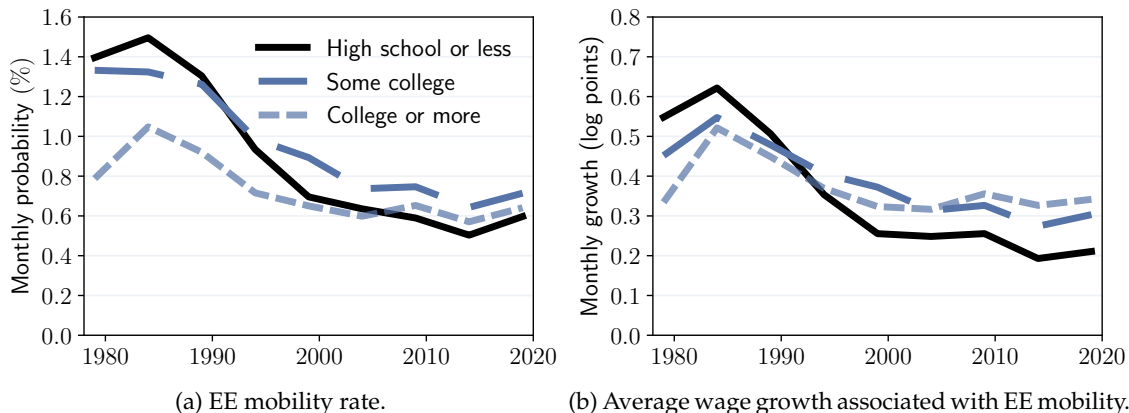 Monthly probability (%)
1.6
1.4
1.2
1.0
0.8
0.6
0.4
0.2
0.0
1980 1990 2000 2010 2020
High school or less
Some college
College or more
(a) EE mobility rate.
Monthly growth (log points)
0.8
0.7
0.6
0.5
0.4
0.3
0.2
0.1
0.0
1980 1990 2000 2010 2020
(b) Average wage growth associated with EE mobility.